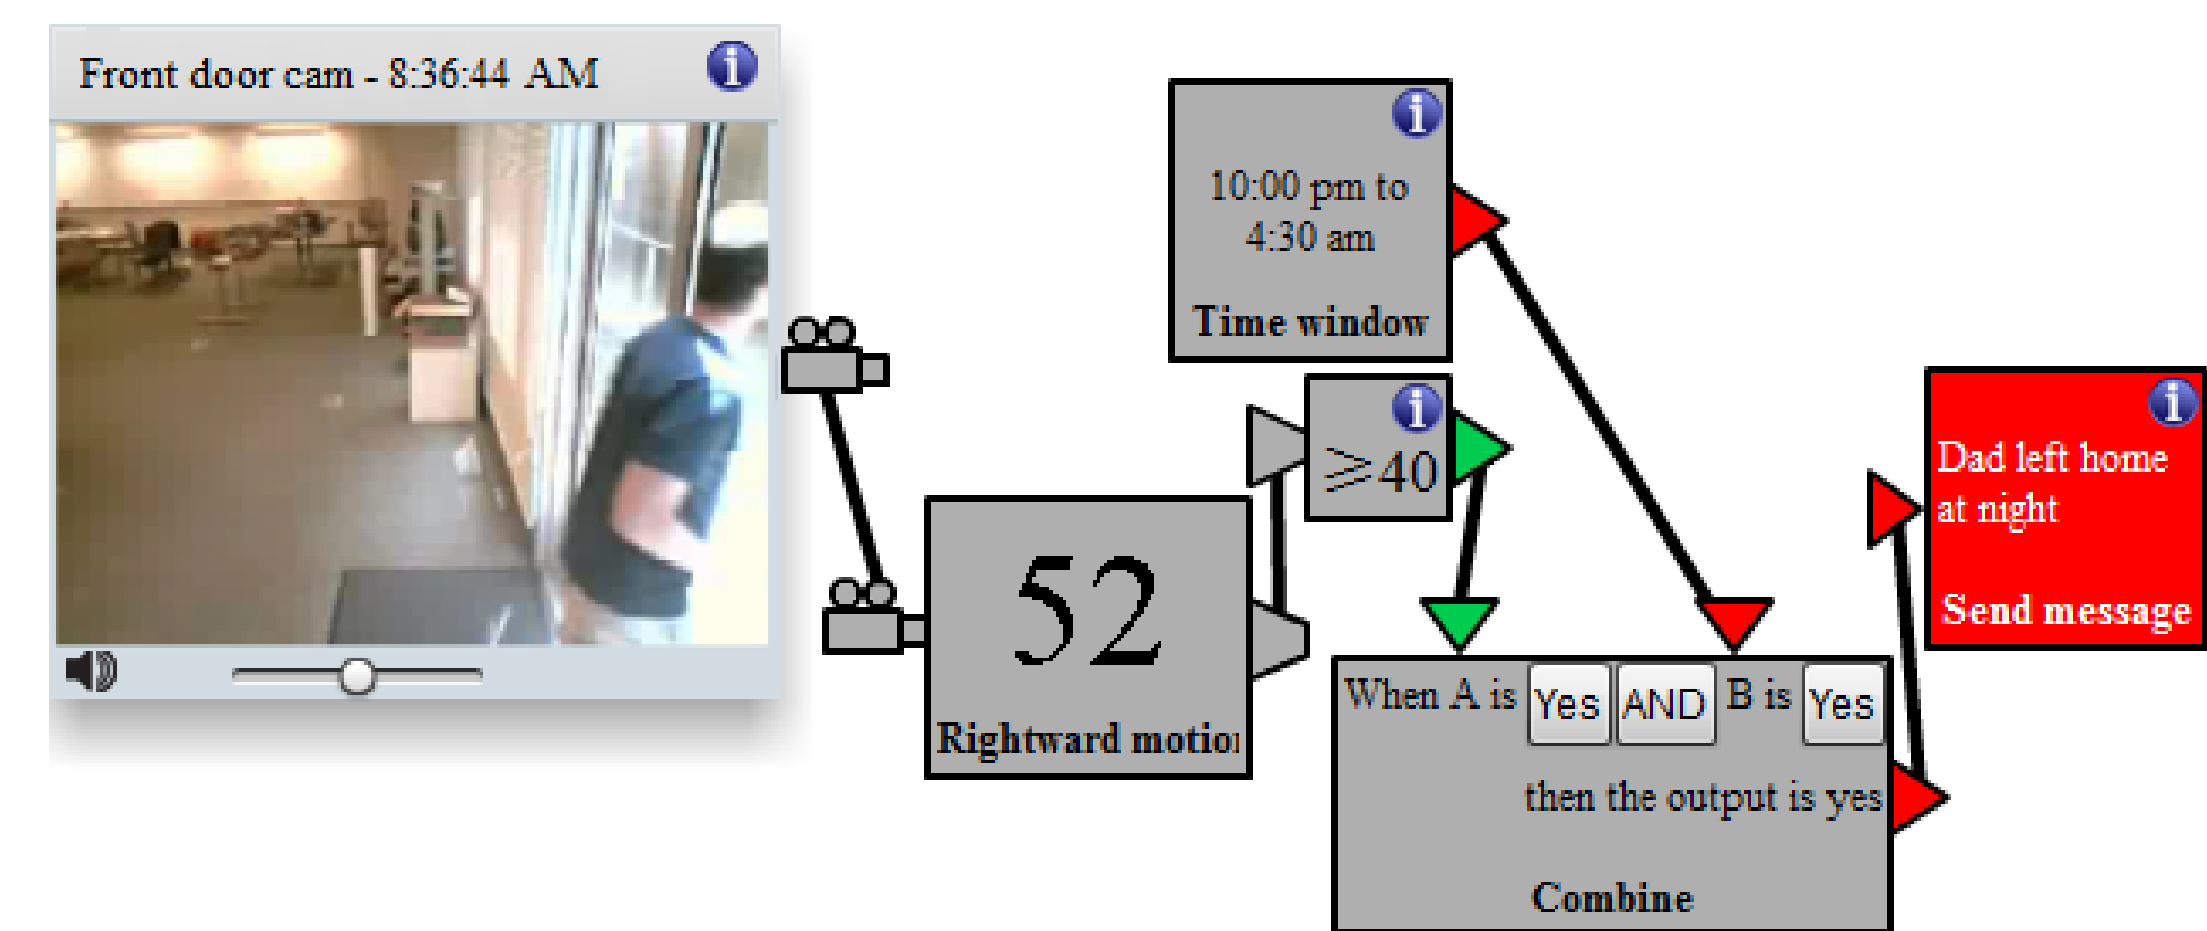 Front door cam - 8:36:44 AM
10:00 pm to
4:30 am
Time window
≥40
52
Rightward motion
When A is Yes AND B is Yes
then the output is yes
Combine
Dad left home
at night
Send message